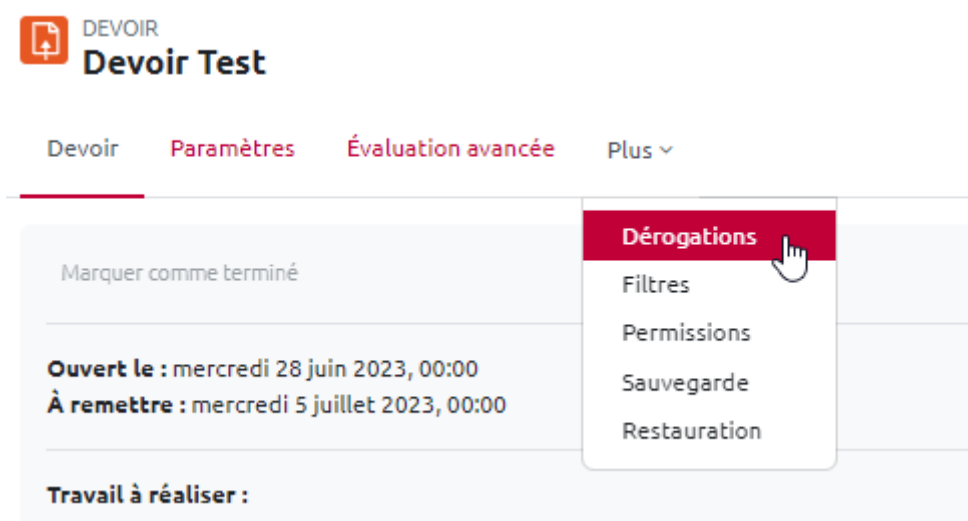 DEVOIR
Devoir Test
Devoir Paramètres Évaluation avancée Plus
Dérogations
Filtres
Permissions
Sauvegarde
Restauration
Marquer comme terminé
Ouvert le : mercredi 28 juin 2023, 00:00
À remettre : mercredi 5 juillet 2023, 00:00
Travail à réaliser :